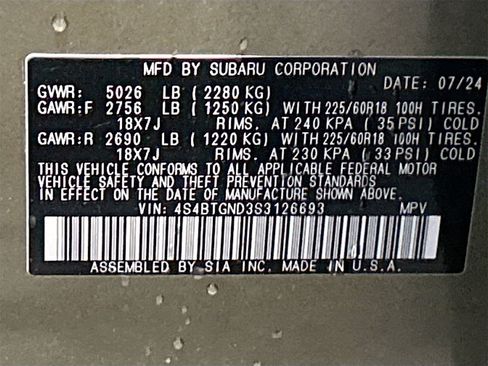 MFD BY SUBARU CORPORATION
DATE: 07/24
GVWR: 5026 LB (2280 KG)
GAWR:F 2756 LB (1250 KG) WITH 225/60R18 100H TIRES.
18X7J RIMS, AT 240 KPA (35 PSI) COLD
GAWR:R 2690 LB (1220 KG) WITH 225/60R18 100H TIRES.
18X7J RIMS, AT 230 KPA (33 PSI) COLD
THIS VEHICLE CONFORMS TO ALL APPLICABLE FEDERAL MOTOR
VEHICLE SAFETY AND THEFT PREVENTION STANDARDS
IN EFFECT ON THE DATE OF MANUFACTURE SHOWN ABOVE.
VIN: 4S4BTGND3S3126693 MPV
ASSEMBLED BY SIA INC. MADE IN U.S.A.